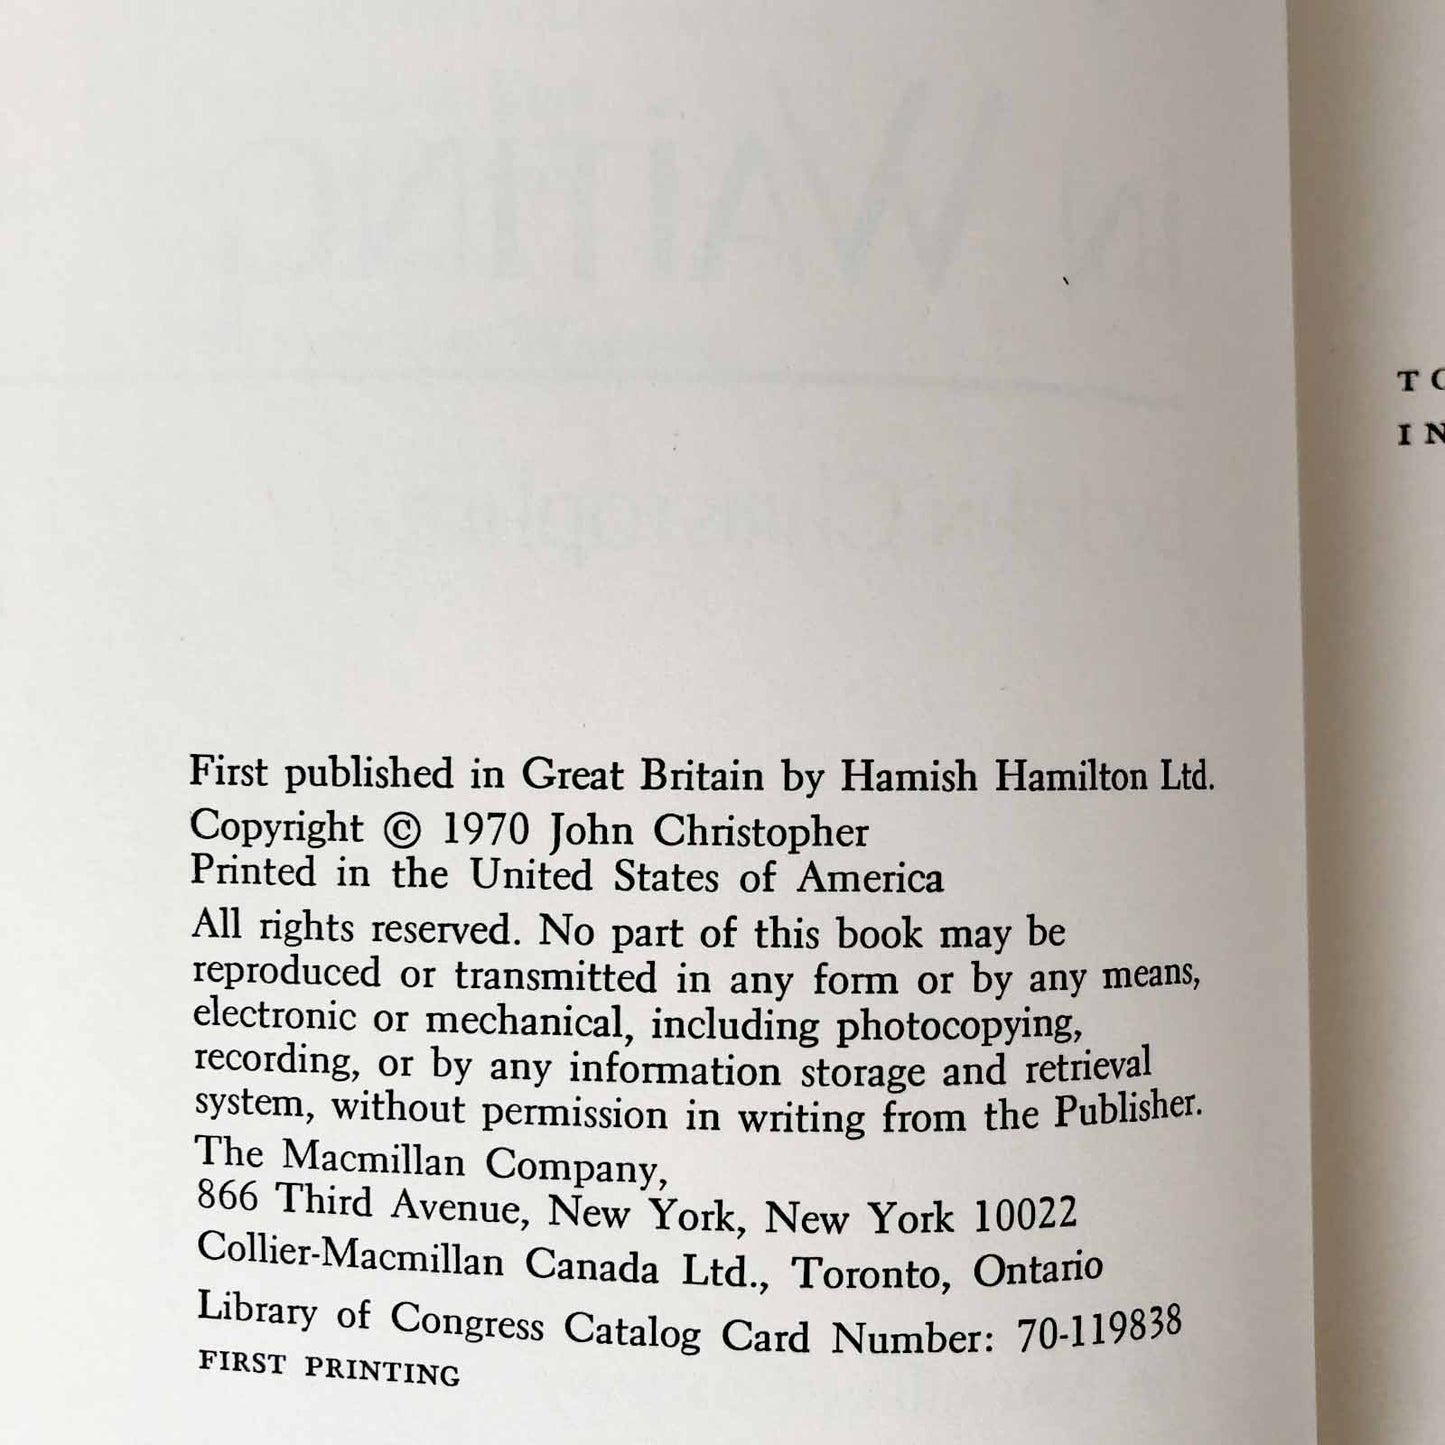 First published in Great Britain by Hamish Hamilton Ltd.
Copyright © 1970 John Christopher
Printed in the United States of America
All rights reserved. No part of this book may be
reproduced or transmitted in any form or by any means,
electronic or mechanical, including photocopying,
recording, or by any information storage and retrieval
system, without permission in writing from the Publisher.
The Macmillan Company,
866 Third Avenue, New York, New York 10022
Collier-Macmillan Canada Ltd., Toronto, Ontario
Library of Congress Catalog Card Number: 70-119838
FIRST PRINTING